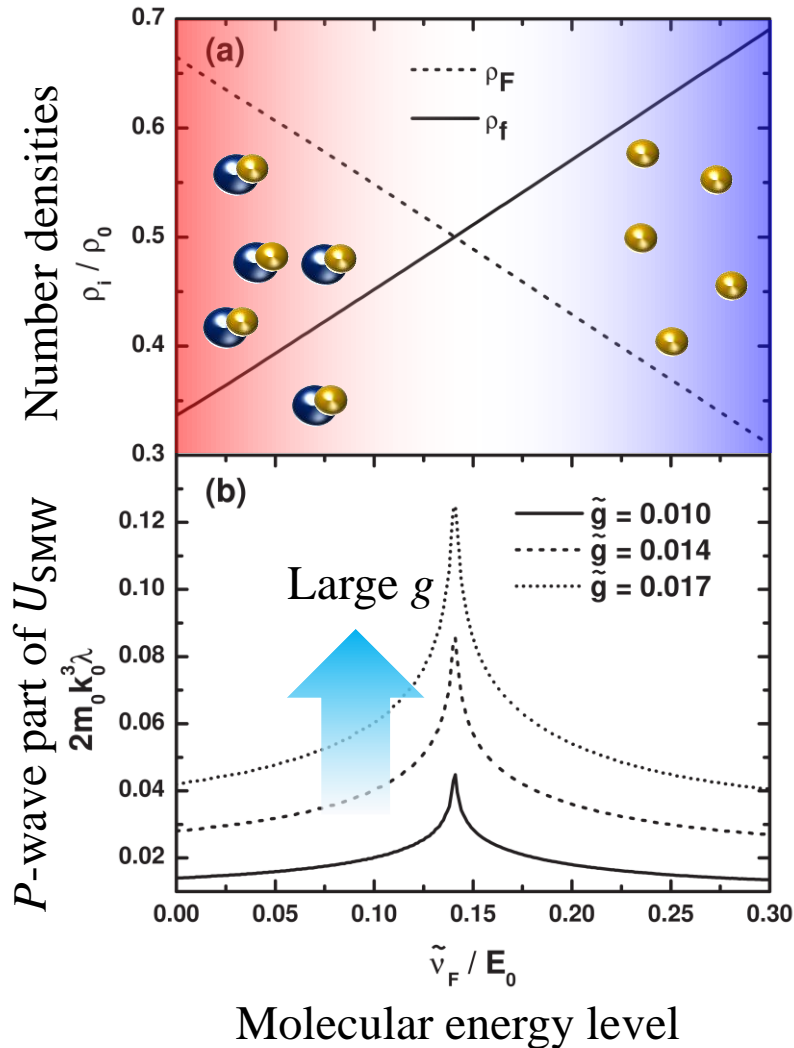 Number densities
ρi / ρ0
0.7
0.6
0.5
0.4
0.3
(a)
ρF
ρf
P-wave part of USMW
2m0k0^3λ
0.12
0.10
0.08
0.06
0.04
0.02
(b)
g̃ = 0.010
g̃ = 0.014
g̃ = 0.017
Large g
0.00 0.05 0.10 0.15 0.20 0.25 0.30
ν̃F / E0
Molecular energy level